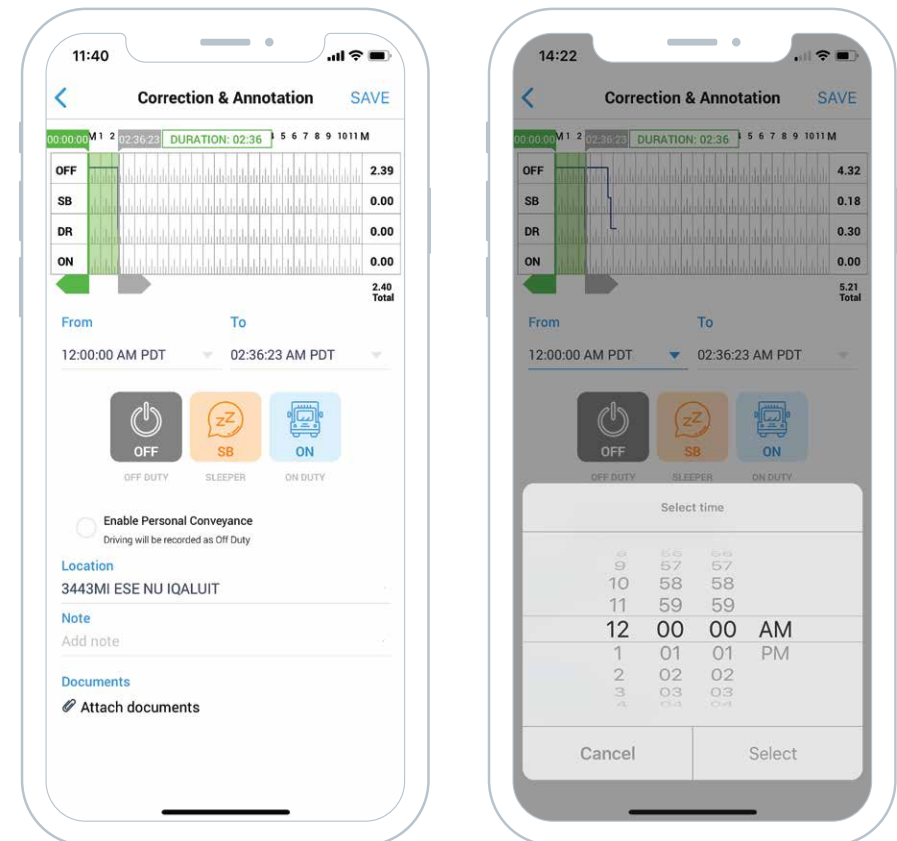 11:40
Correction & Annotation SAVE
00:00:00 M 1 2 02:36:23 DURATION: 02:36 5 6 7 8 9 10 11 M
OFF 2.39
SB 0.00
DR 0.00
ON 0.00
2.40
Total
From To
12:00:00 AM PDT 02:36:23 AM PDT
OFF zZ SB ON
OFF DUTY SLEEPER ON DUTY
Enable Personal Conveyance
Driving will be recorded as Off Duty
Location
3443MI ESE NU IQALUIT
Note
Add note
Documents
Attach documents
14:22
Correction & Annotation SAVE
00:00:00 M 1 2 02:36:23 DURATION: 02:36 5 6 7 8 9 10 11 M
OFF 4.32
SB 0.18
DR 0.30
ON 0.00
5.21
Total
From To
12:00:00 AM PDT 02:36:23 AM PDT
OFF zZ SB ON
OFF DUTY SLEEPER ON DUTY
Select time
8 56 56
9 57 57
10 58 58
11 59 59
12 00 00 AM
1 01 01 PM
2 02 02
3 03 03
4 04 04
Cancel Select